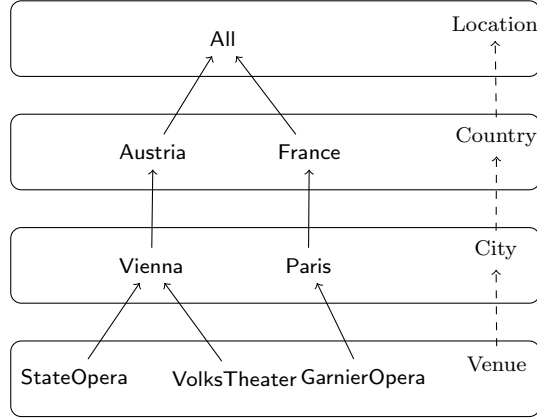 All
Location
Austria
France
Country
Vienna
Paris
City
StateOpera
VolksTheater
GarnierOpera
Venue